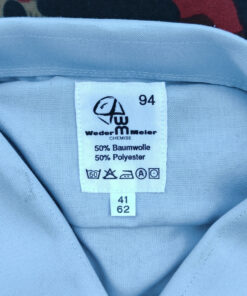 94
Weder Meier
CHEMISE
50% Baumwolle
50% Polyester
41
62